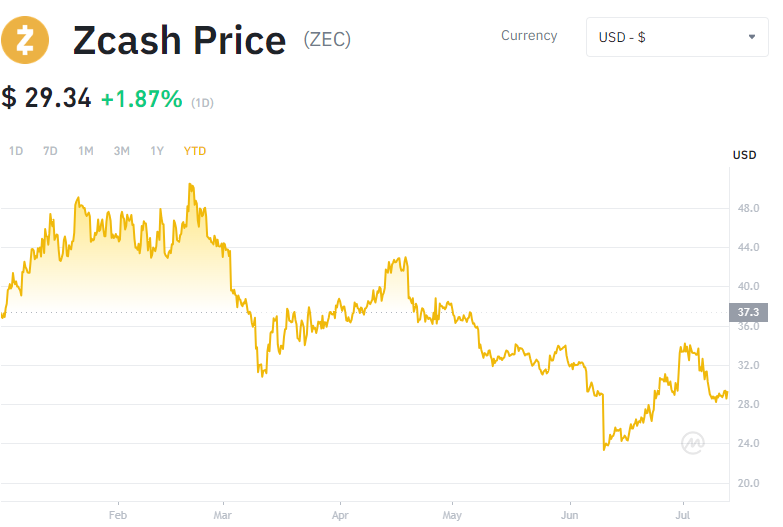 Zcash Price (ZEC)
Currency
USD - $
$ 29.34 +1.87% (1D)
1D 7D 1M 3M 1Y YTD
USD
48.0
44.0
40.0
37.3
36.0
32.0
28.0
24.0
20.0
Feb Mar Apr May Jun Jul